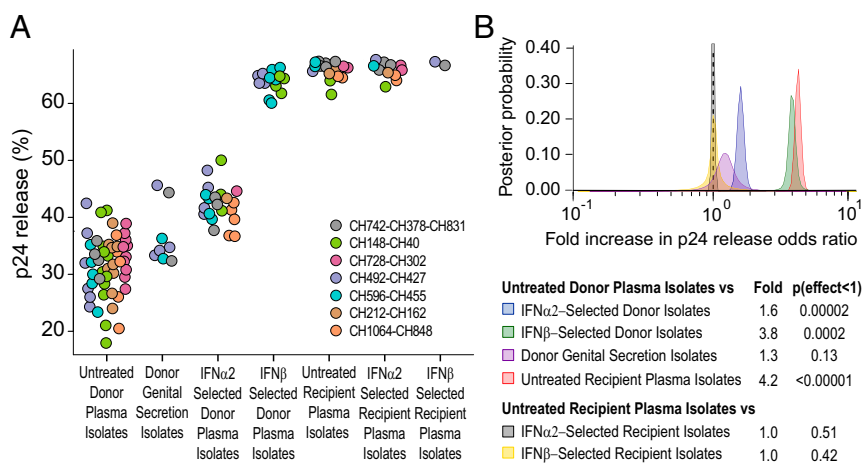 A
p24 release (%)
60
50
40
30
20
CH742-CH378-CH831
CH148-CH40
CH728-CH302
CH492-CH427
CH596-CH455
CH212-CH162
CH1064-CH848
Untreated
Donor
Plasma
Isolates
Donor
Genital
Secretion
Isolates
IFNα2
Selected
Donor
Plasma
Isolates
IFNβ
Selected
Donor
Plasma
Isolates
Untreated
Recipient
Plasma
Isolates
IFNα2
Selected
Recipient
Plasma
Isolates
IFNβ
Selected
Recipient
Plasma
Isolates
B
Posterior probability
0.40
0.30
0.20
0.10
0.00
10⁻¹
10⁰
10¹
Fold increase in p24 release odds ratio
Untreated Donor Plasma Isolates vs Fold p(effect<1)
IFNα2–Selected Donor Isolates 1.6 0.00002
IFNβ–Selected Donor Isolates 3.8 0.0002
Donor Genital Secretion Isolates 1.3 0.13
Untreated Recipient Plasma Isolates 4.2 <0.00001
Untreated Recipient Plasma Isolates vs
IFNα2–Selected Recipient Isolates 1.0 0.51
IFNβ–Selected Recipient Isolates 1.0 0.42